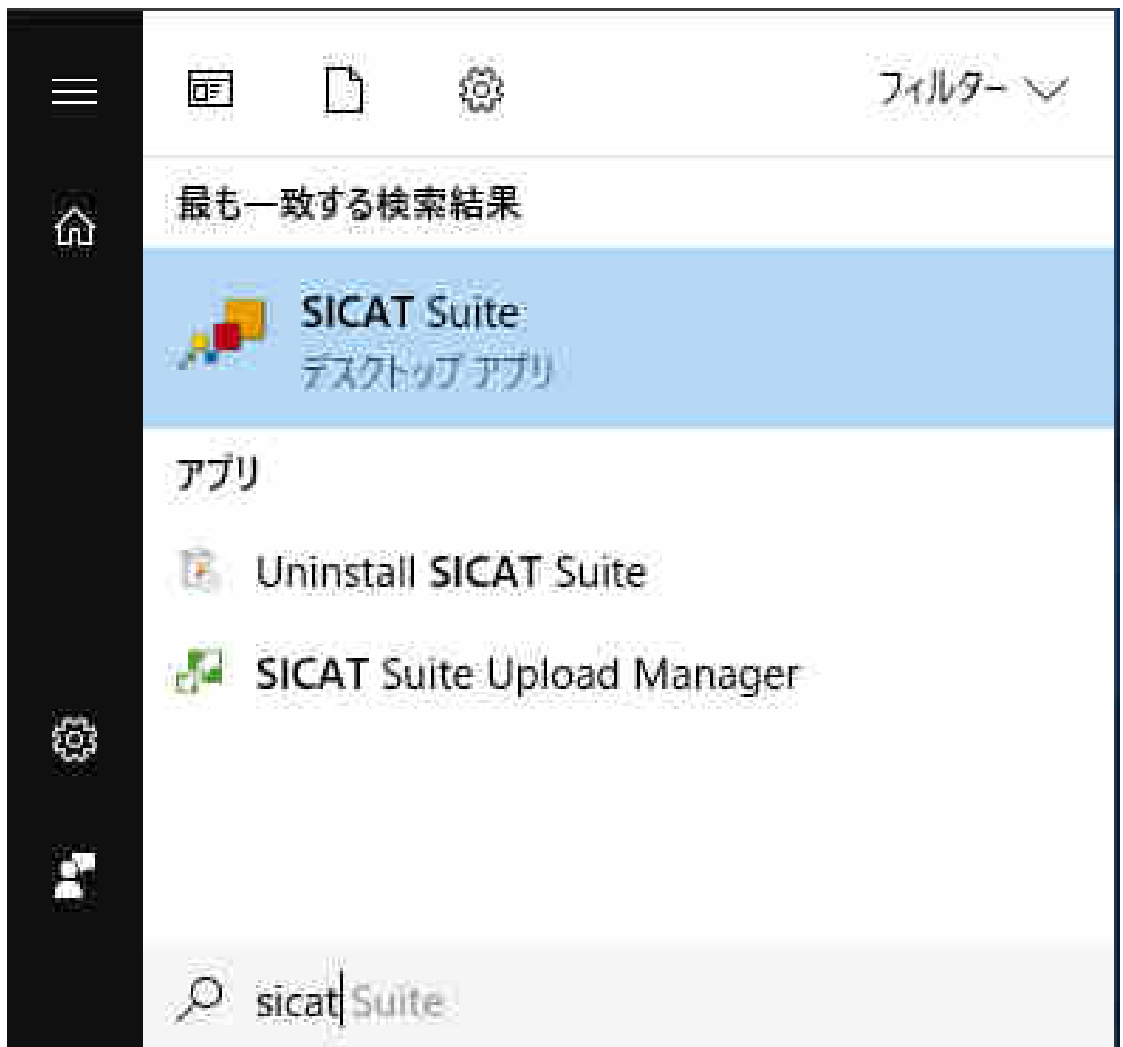 フィルター
最も一致する検索結果
SICAT Suite
デスクトップ アプリ
アプリ
Uninstall SICAT Suite
SICAT Suite Upload Manager
sicat Suite